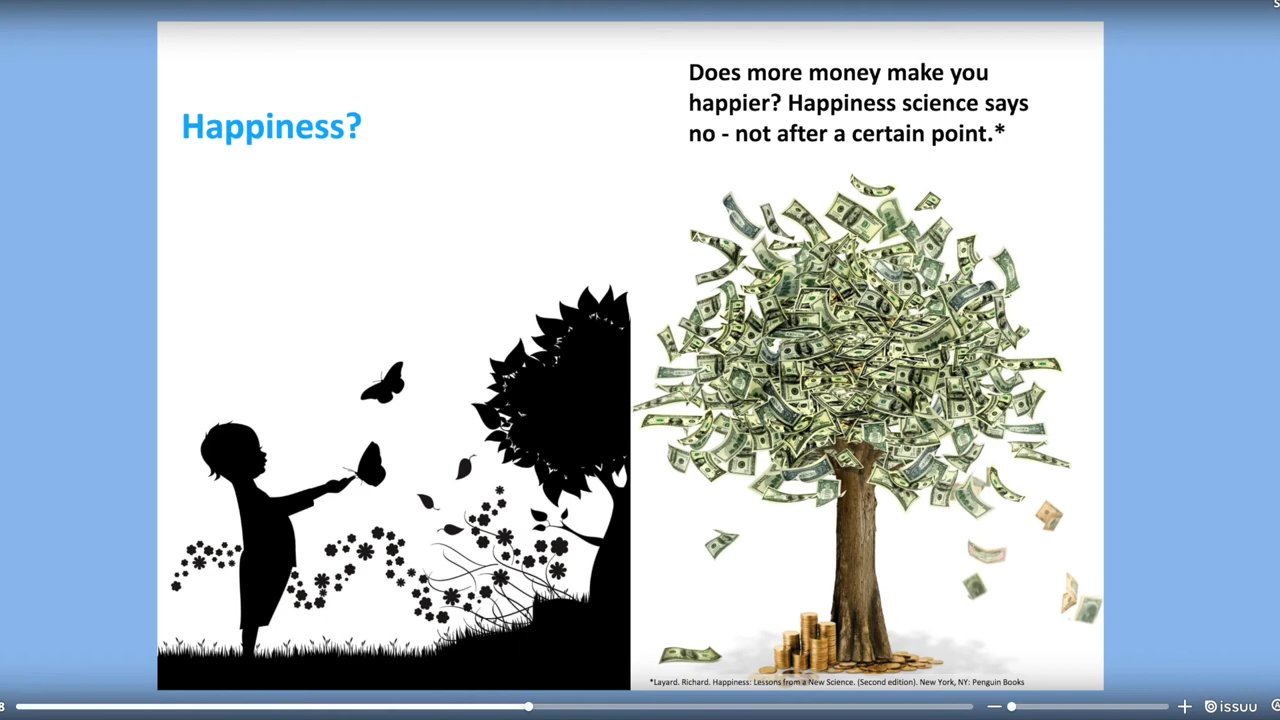 Happiness?
Does more money make you
happier? Happiness science says
no - not after a certain point.*
*Layard. Richard. Happiness: Lessons from a New Science. (Second edition). New York, NY: Penguin Books
8
issuu